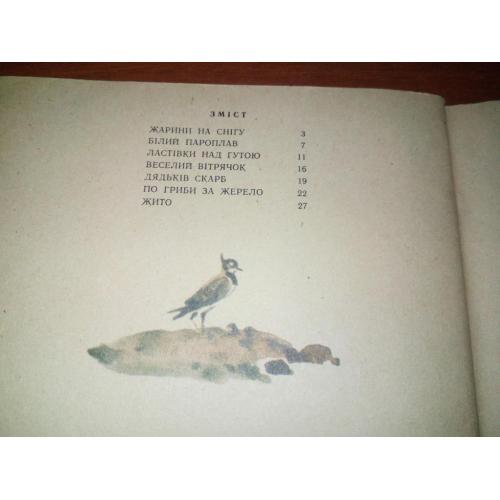 ЗМІСТ
ЖАРИНИ НА СНІГУ 3
БІЛИЙ ПАРОПЛАВ 7
ЛАСТІВКИ НАД ГУТОЮ 11
ВЕСЕЛИЙ ВІТРЯЧОК 16
ДЯДЬКІВ СКАРБ 19
ПО ГРИБИ ЗА ЖЕРЕЛО 22
ЖИТО 27